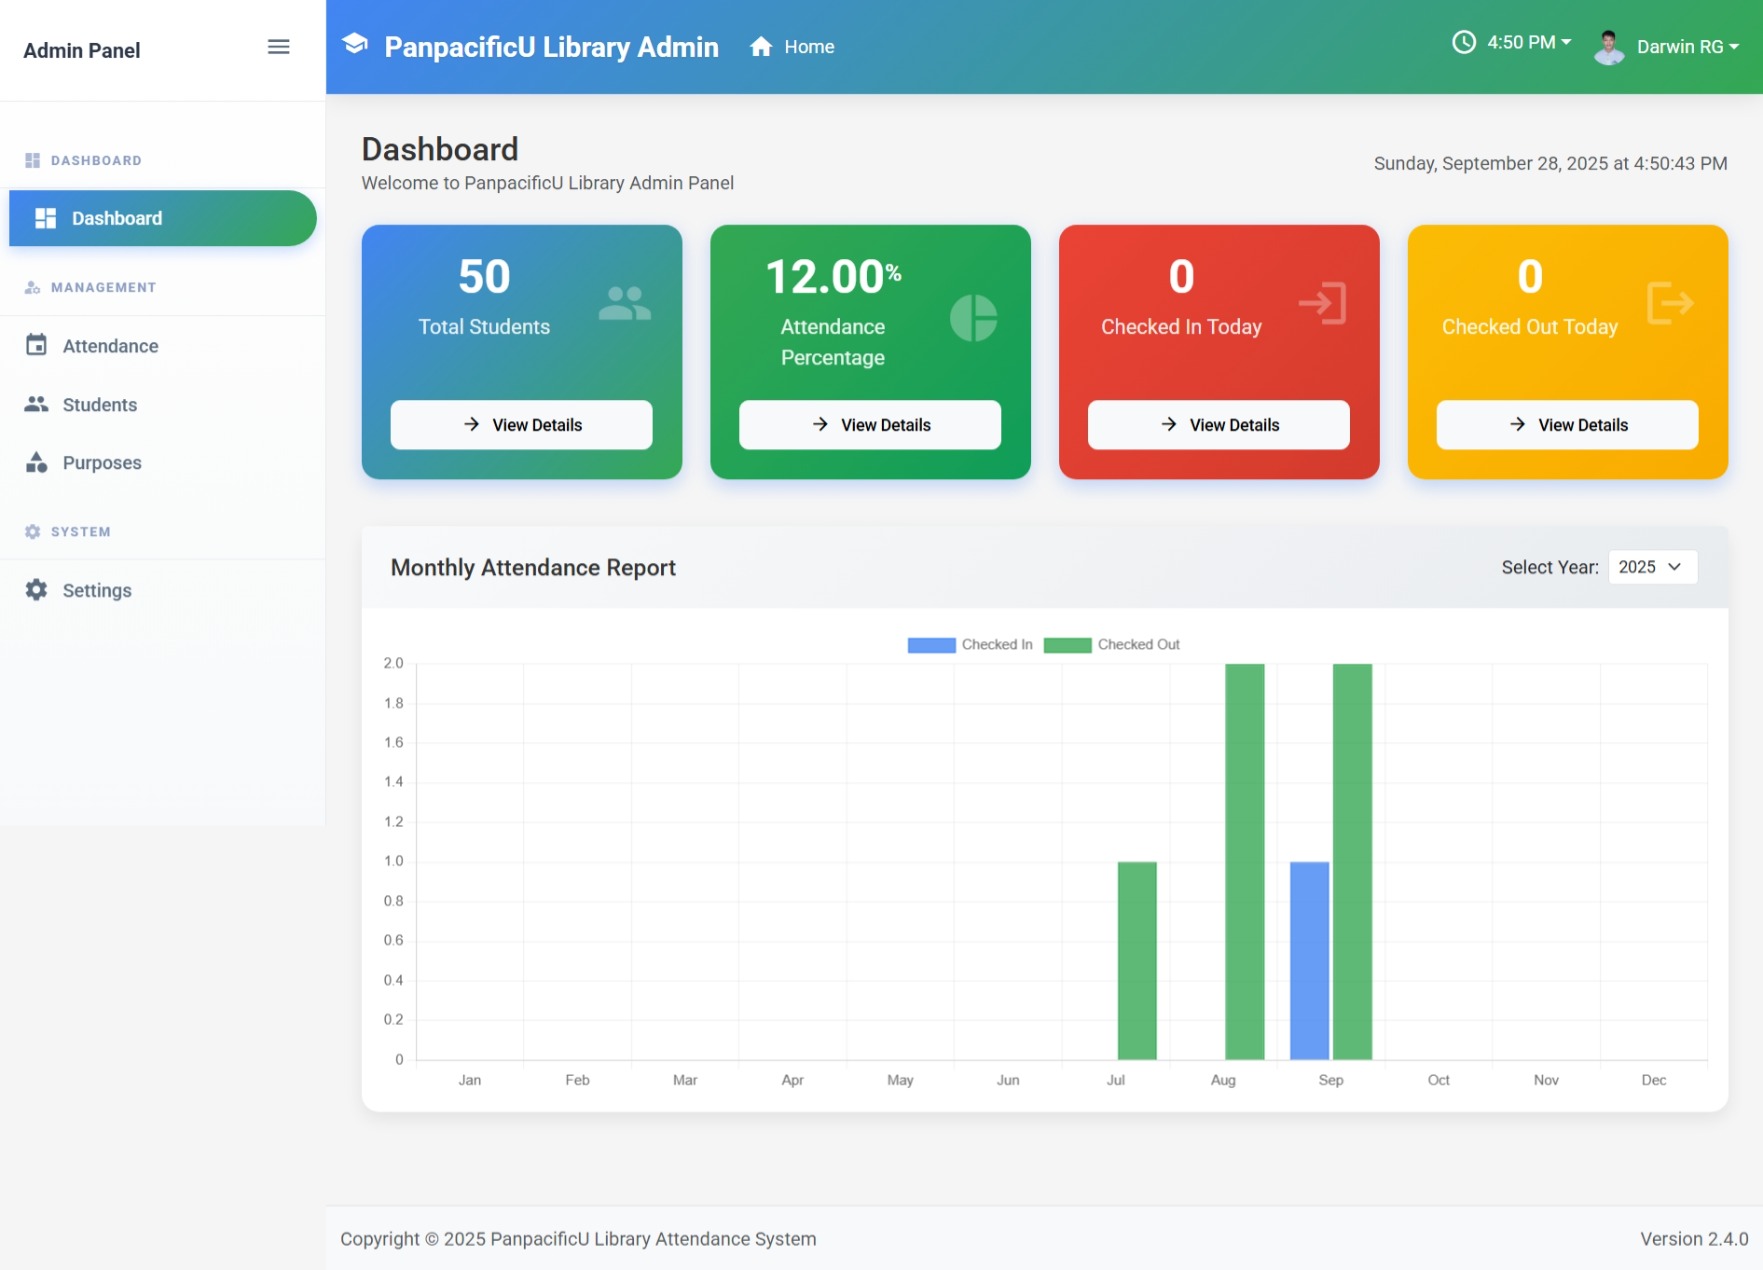 Admin Panel
PanpacificU Library Admin
Home
4:50 PM
Darwin RG
DASHBOARD
Dashboard
MANAGEMENT
Attendance
Students
Purposes
SYSTEM
Settings
Dashboard
Welcome to PanpacificU Library Admin Panel
Sunday, September 28, 2025 at 4:50:43 PM
50
Total Students
View Details
12.00%
Attendance
Percentage
View Details
0
Checked In Today
View Details
0
Checked Out Today
View Details
Monthly Attendance Report
Select Year: 2025
Checked In Checked Out
2.0
1.8
1.6
1.4
1.2
1.0
0.8
0.6
0.4
0.2
0
Jan Feb Mar Apr May Jun Jul Aug Sep Oct Nov Dec
Copyright © 2025 PanpacificU Library Attendance System
Version 2.4.0